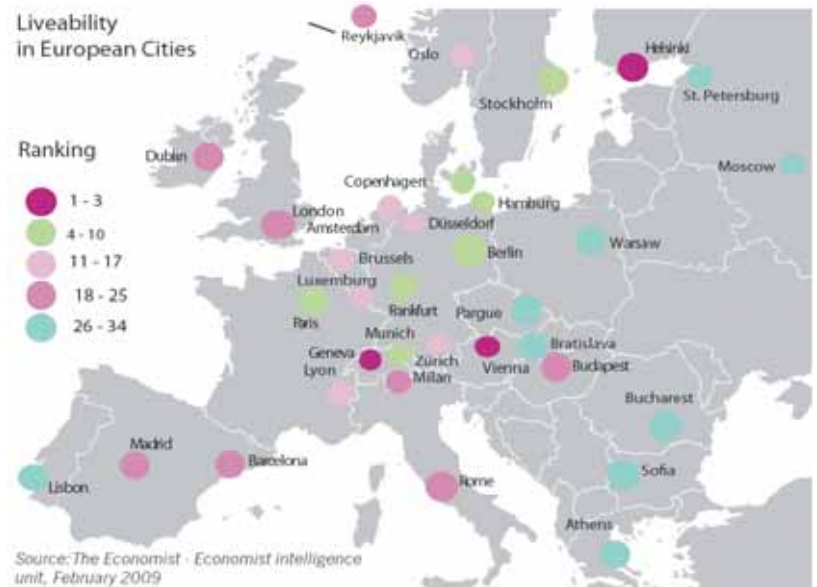 Liveability
in European Cities
Ranking
1 - 3
4 - 10
11 - 17
18 - 25
26 - 34
Reykjavik
Oslo
Helsinki
Stockholm
St. Petersburg
Dublin
Moscow
Copenhagen
Hamburg
London
Amsterdam
Düsseldorf
Warsaw
Brussels
Berlin
Luxemburg
Rankfurt
Pargue
Paris
Munich
Bratislava
Geneva
Zürich
Vienna
Budapest
Lyon
Milan
Bucharest
Madrid
Barcelona
Sofia
Lisbon
Rome
Athens
Source: The Economist - Economist intelligence
unit, February 2009